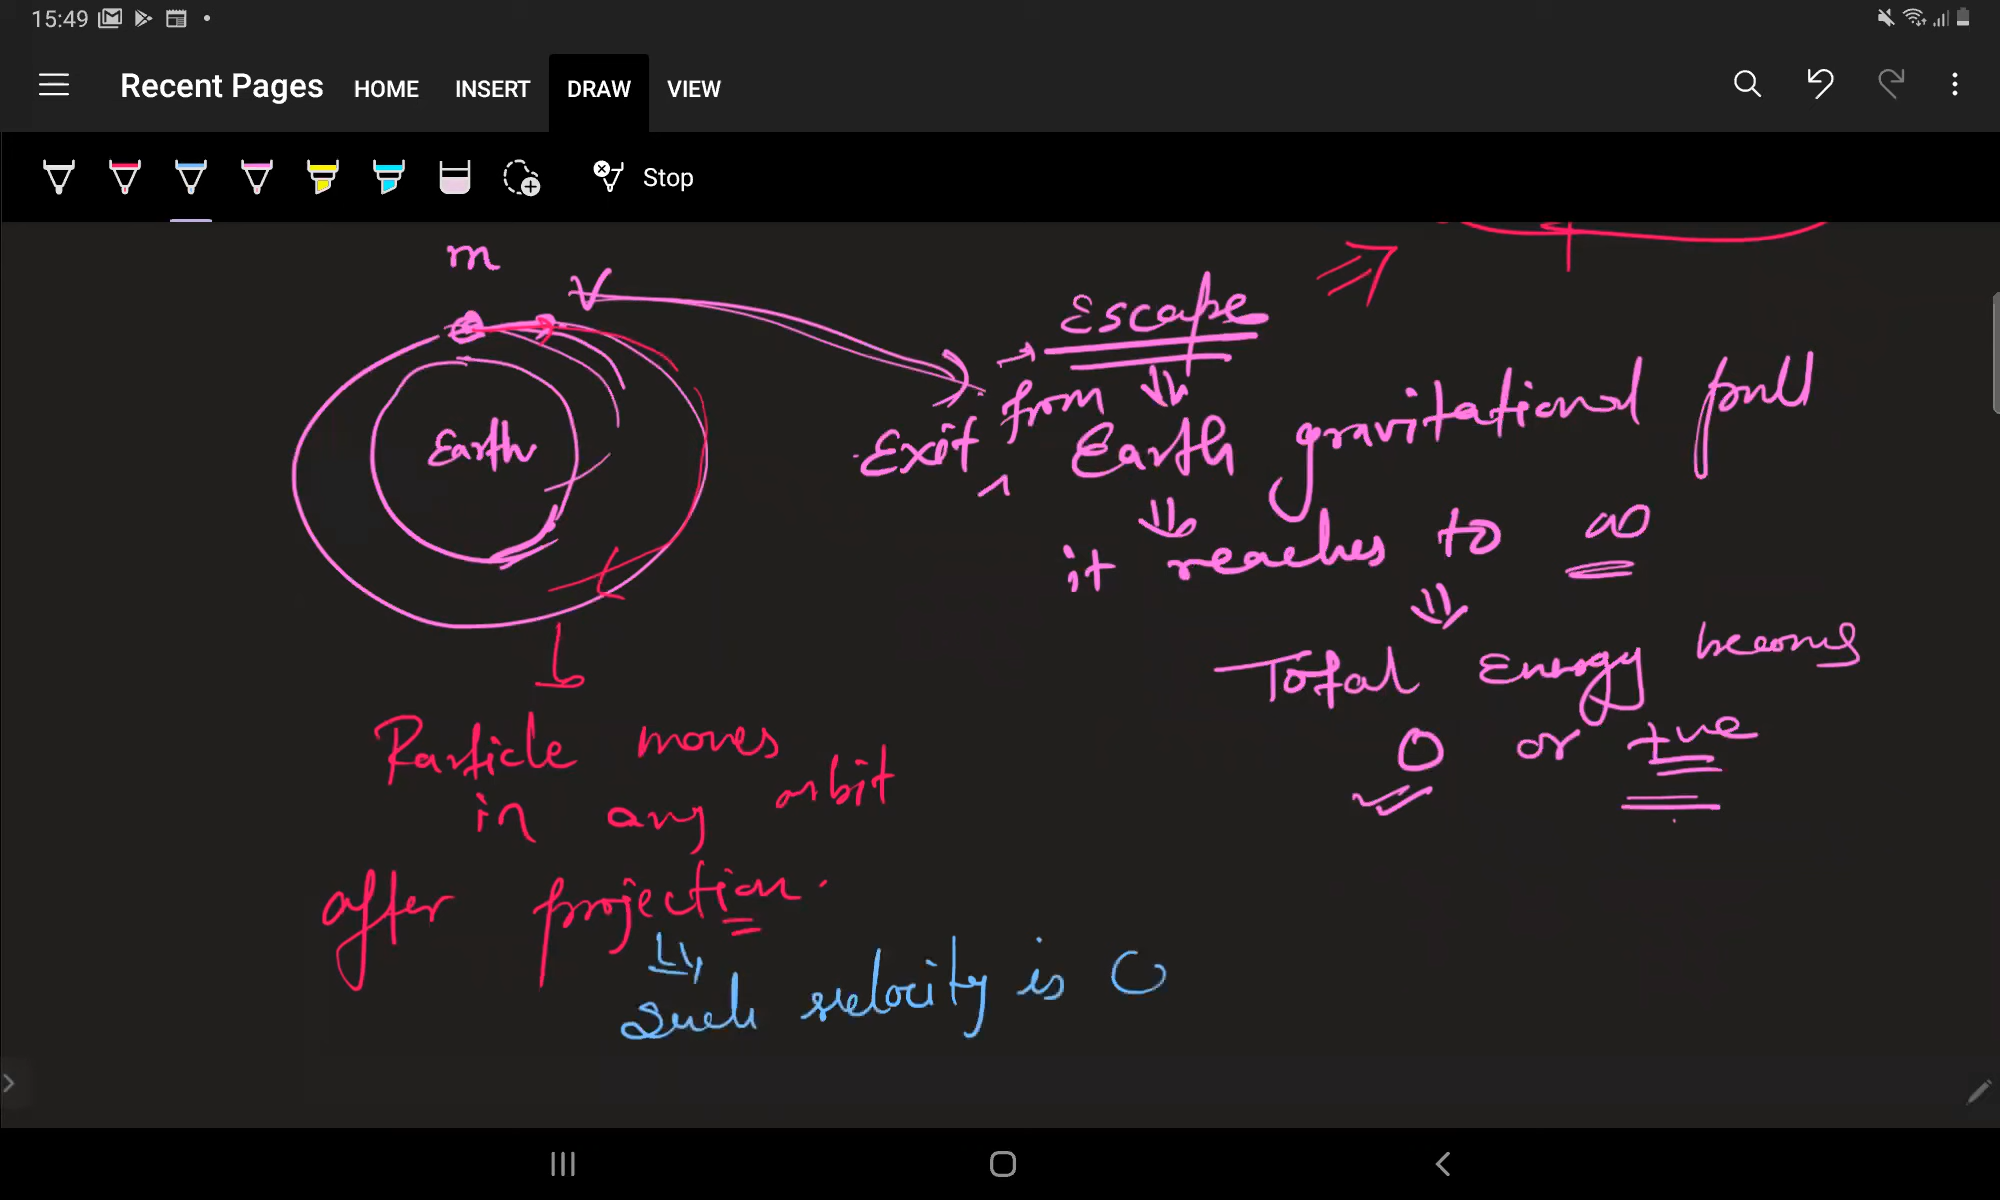 15:49
Recent Pages HOME INSERT DRAW VIEW
Stop
m
V
Earth
Escape
Exit from Earth gravitational pull
it reaches to ∞
Total Energy becomes
0 or +ve
Particle moves
in any orbit
after projection.
Such velocity is